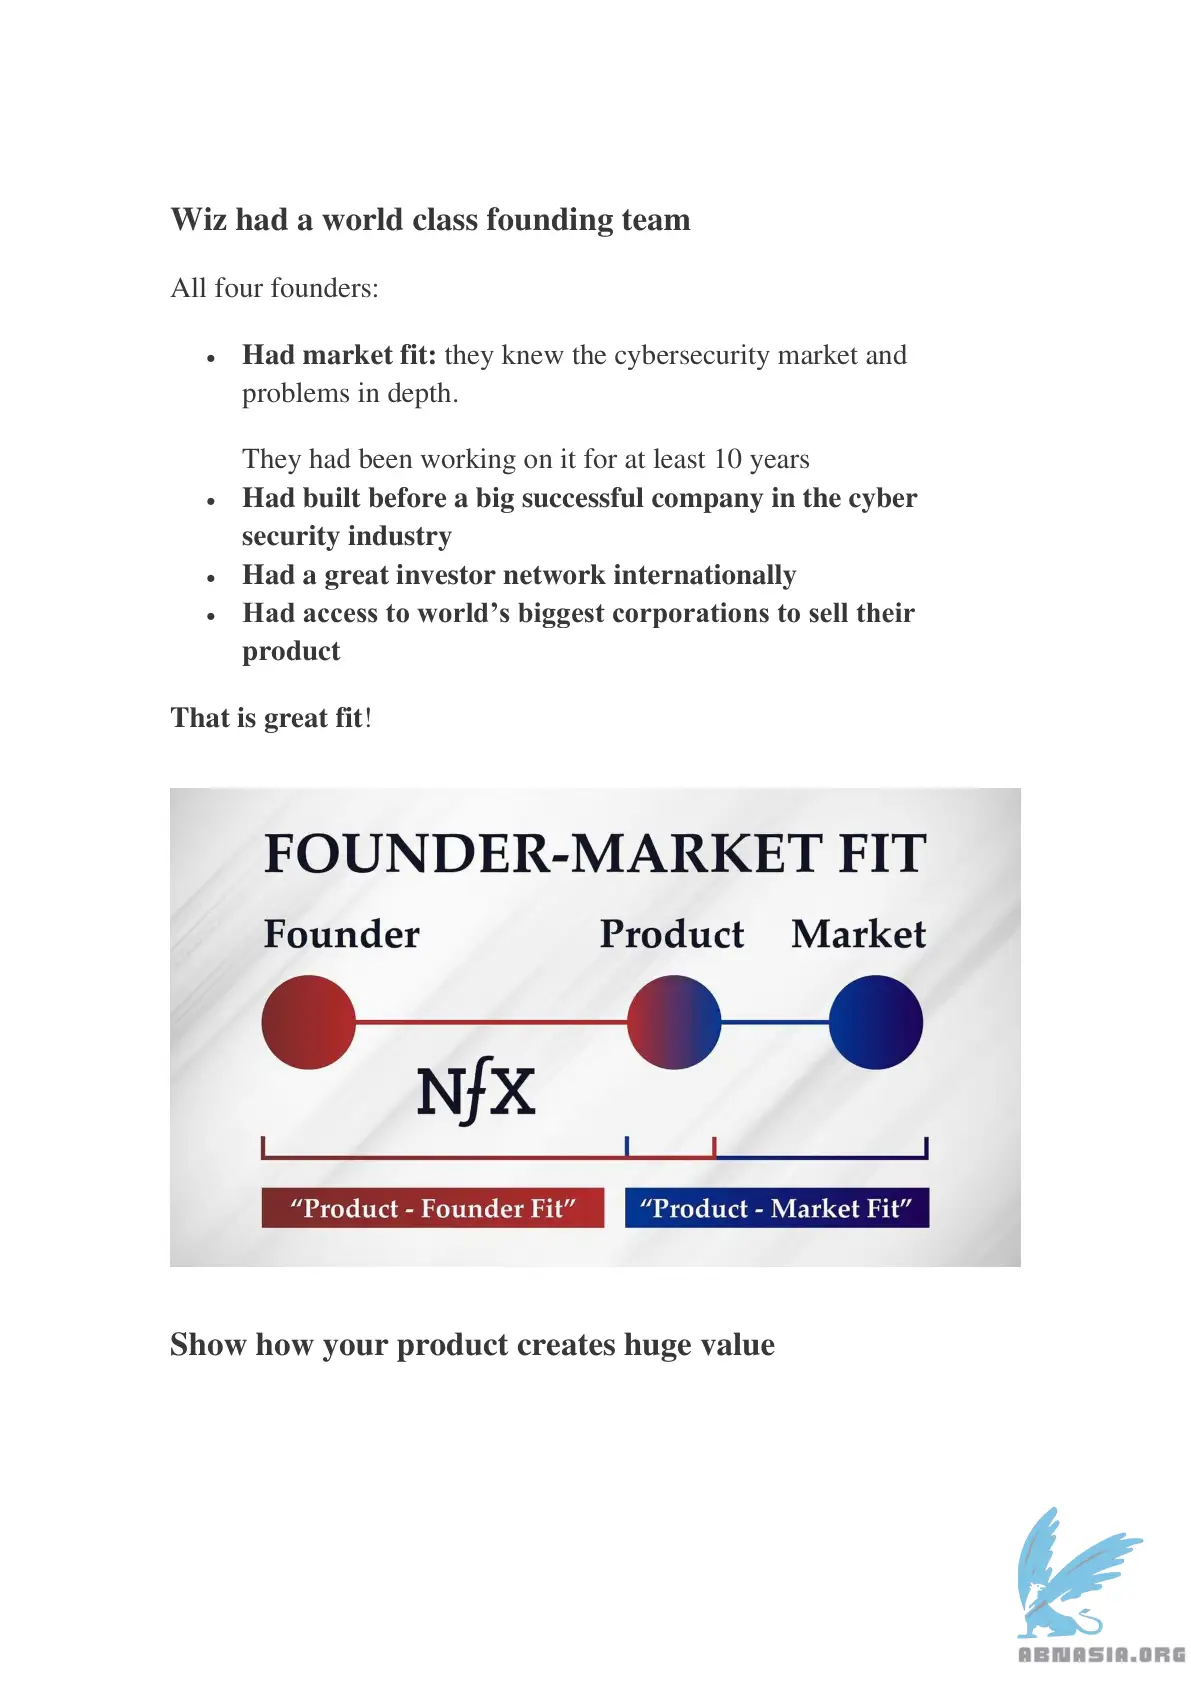 Wiz had a world class founding team
All four founders:
• Had market fit: they knew the cybersecurity market and
problems in depth.
They had been working on it for at least 10 years
• Had built before a big successful company in the cyber
security industry
• Had a great investor network internationally
• Had access to world’s biggest corporations to sell their
product
That is great fit!
FOUNDER-MARKET FIT
Founder Product Market
NfX
“Product - Founder Fit” “Product - Market Fit”
Show how your product creates huge value
ABNASIA.ORG